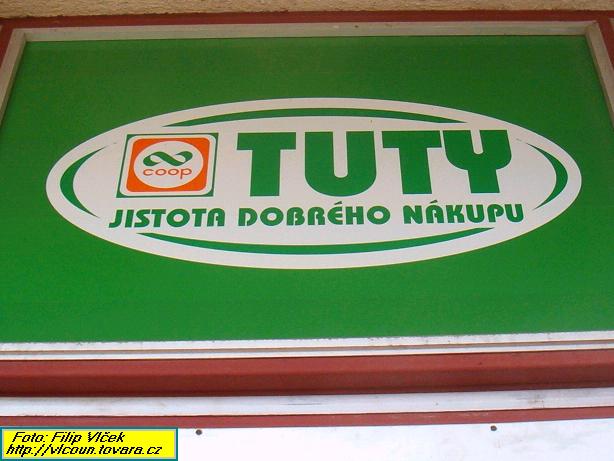 coop
TUTY
JISTOTA DOBRÉHO NÁKUPU
Foto: Filip Vlček
http://vlcoun.tovara.cz